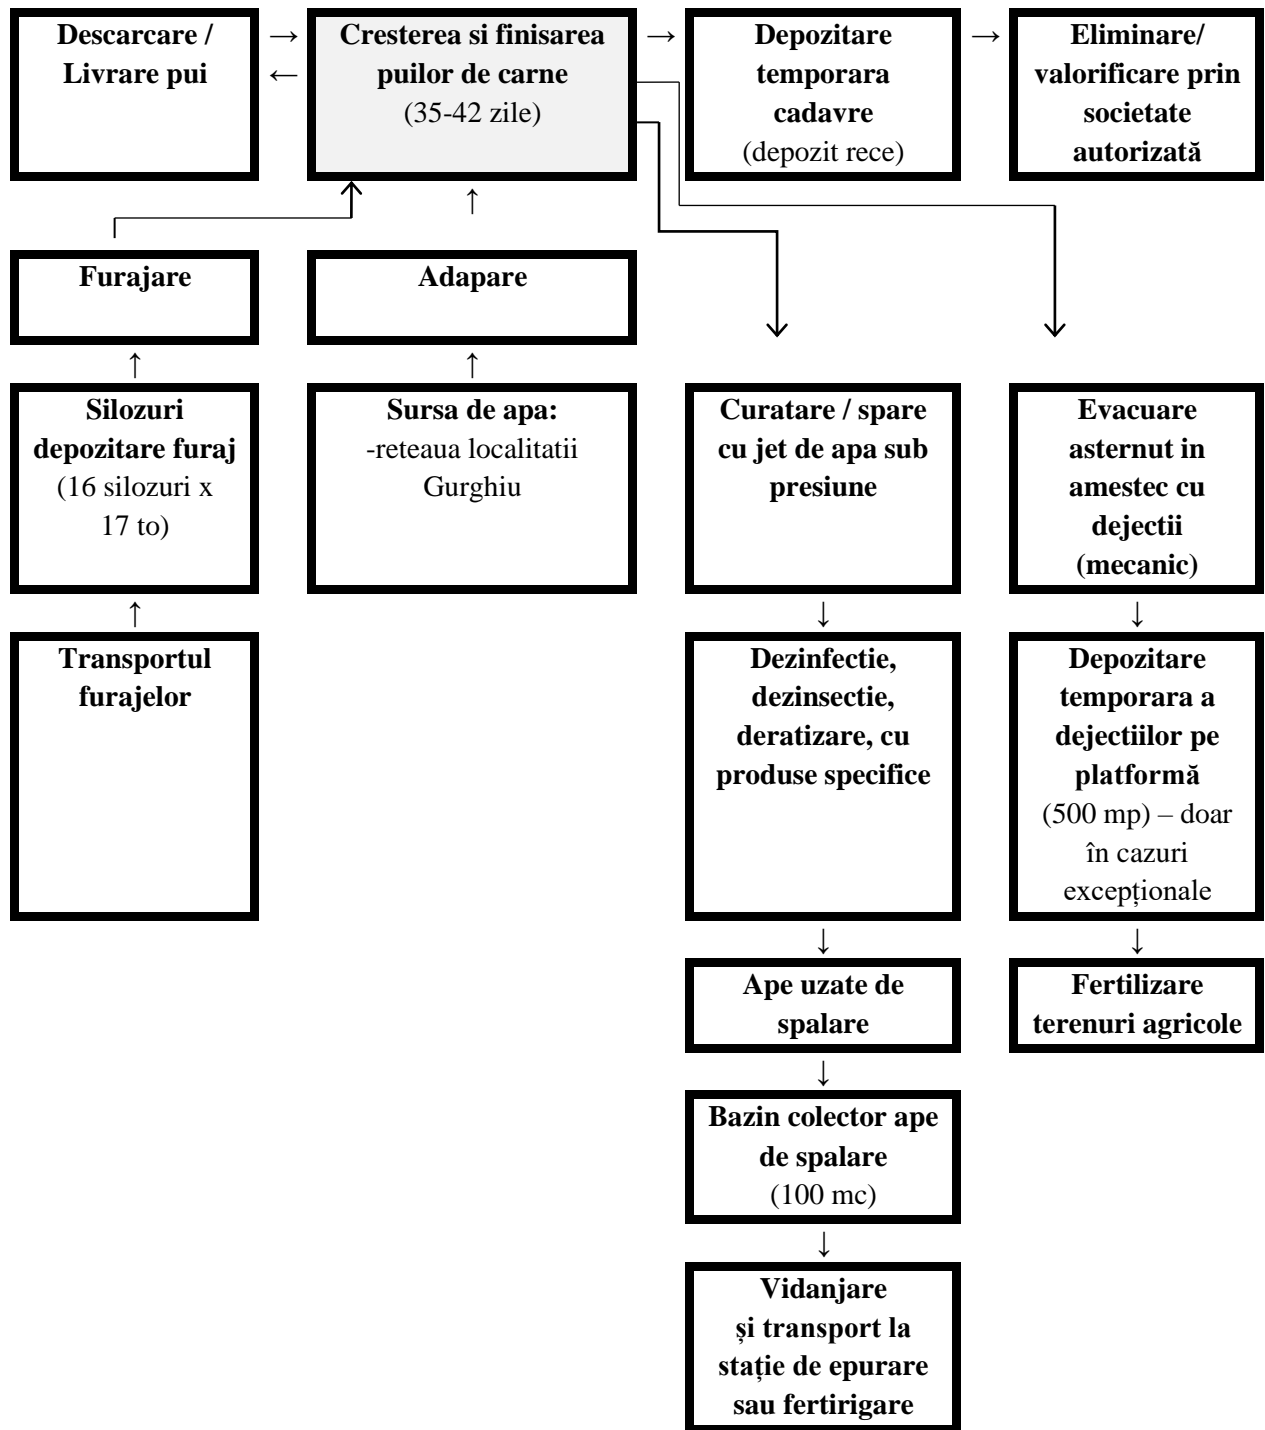 Descarcare /
Livrare pui
→
←
Cresterea si finisarea
puilor de carne
(35-42 zile)
→
Depozitare
temporara
cadavre
(depozit rece)
→
Eliminare/
valorificare prin
societate
autorizată
↑
Furajare
Adapare
↑
↑
Silozuri
depozitare furaj
(16 silozuri x
17 to)
Sursa de apa:
-reteaua localitatii
Gurghiu
Curatare / spare
cu jet de apa sub
presiune
Evacuare
asternut in
amestec cu
dejectii
(mecanic)
↑
↓
↓
Transportul
furajelor
Dezinfectie,
dezinsectie,
deratizare, cu
produse specifice
Depozitare
temporara a
dejectiilor pe
platformă
(500 mp) – doar
în cazuri
excepționale
↓
↓
Ape uzate de
spalare
Fertilizare
terenuri agricole
↓
Bazin colector ape
de spalare
(100 mc)
↓
Vidanjare
și transport la
stație de epurare
sau fertirigare